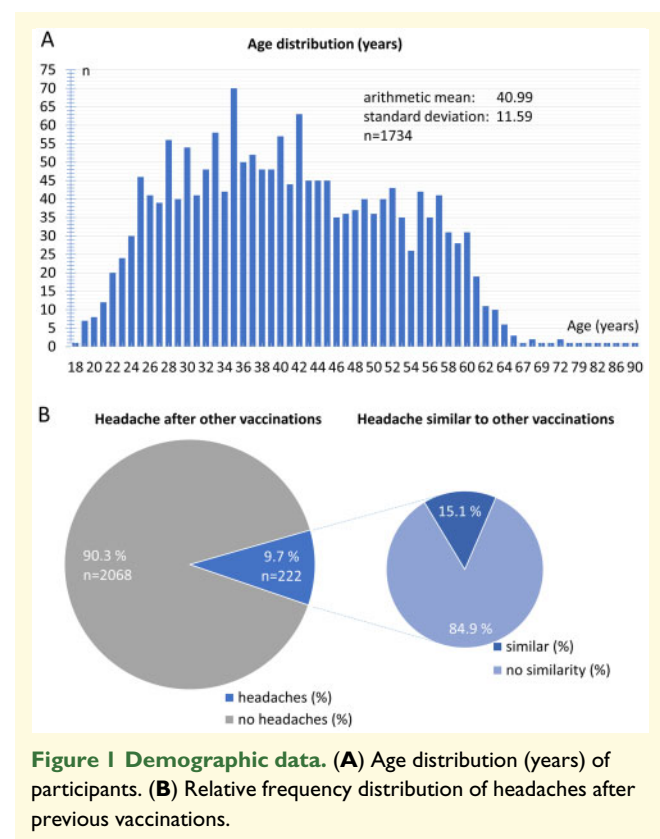 A
Age distribution (years)
75
n
70
65
60
55
50
45
40
35
30
25
20
15
10
5
0
arithmetic mean: 40.99
standard deviation: 11.59
n=1734
Age (years)
18 20 22 24 26 28 30 32 34 36 38 40 42 44 46 48 50 52 54 56 58 60 62 64 67 69 72 79 82 86 90
B
Headache after other vaccinations
Headache similar to other vaccinations
90.3 %
n=2068
9.7 %
n=222
15.1 %
84.9 %
similar (%)
no similarity (%)
headaches (%)
no headaches (%)
Figure 1 Demographic data. (A) Age distribution (years) of
participants. (B) Relative frequency distribution of headaches after
previous vaccinations.